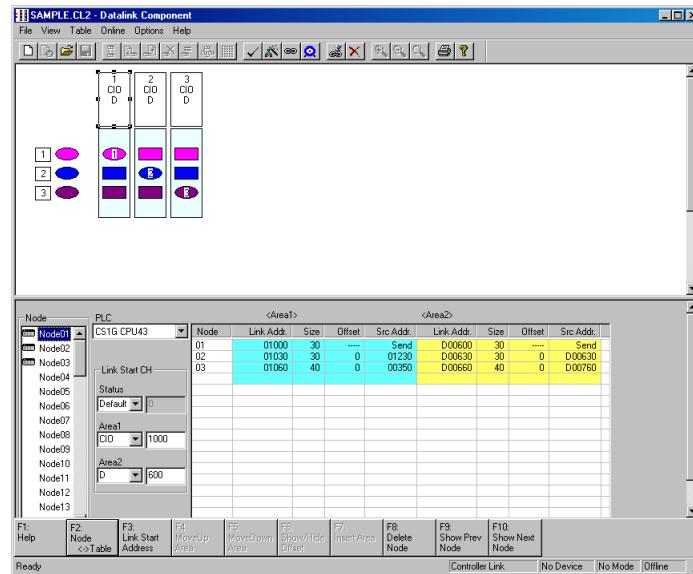 SAMPLE.CL2 - Datalink Component
File View Table Online Options Help
1 2 3
CIO CIO CIO
D D D
1 1
2 2
3 3
Node
Node01
Node02
Node03
Node04
Node05
Node06
Node07
Node08
Node09
Node10
Node11
Node12
Node13
PLC
CS1G CPU43
Link Start CH
Status
Default 0
Area1
CIO 1000
Area2
D 600
<Area1> <Area2>
Node Link Addr. Size Offset Src Addr. Link Addr. Size Offset Src Addr.
01 01000 30 ----- Send D00600 30 ----- Send
02 01030 30 0 01230 D00630 30 0 D00630
03 01060 40 0 00350 D00660 40 0 D00760
F1:
Help
F2:
Node
<->Table
F3:
Link Start
Address
F4:
MoveUp
Area
F5:
MoveDown
Area
F6:
Show/Hide
Offset
F7:
Insert Area
F8:
Delete
Node
F9:
Show Prev
Node
F10:
Show Next
Node
Ready Controller Link No Device No Mode Offline